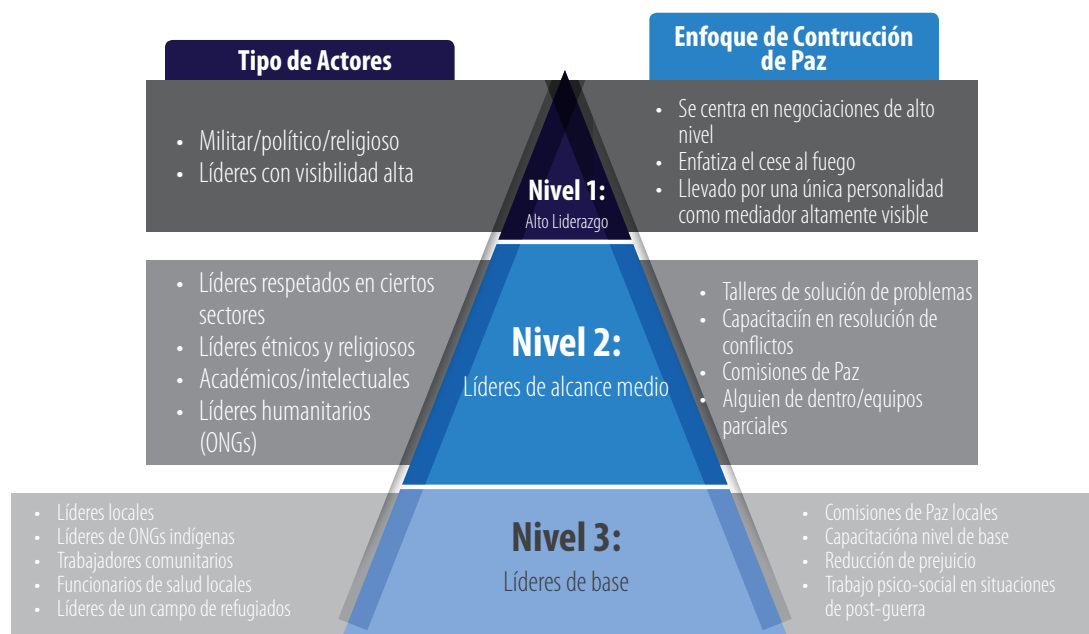 Tipo de Actores
Enfoque de Contrucción
de Paz
• Militar/político/religioso
• Líderes con visibilidad alta
Nivel 1:
Alto Liderazgo
• Se centra en negociaciones de alto
nivel
• Enfatiza el cese al fuego
• Llevado por una única personalidad
como mediador altamente visible
• Líderes respetados en ciertos
sectores
• Líderes étnicos y religiosos
• Académicos/intelectuales
• Líderes humanitarios
(ONGs)
Nivel 2:
Líderes de alcance medio
• Talleres de solución de problemas
• Capacitaciín en resolución de
conflictos
• Comisiones de Paz
• Alguien de dentro/equipos
parciales
• Líderes locales
• Líderes de ONGs indígenas
• Trabajadores comunitarios
• Funcionarios de salud locales
• Líderes de un campo de refugiados
Nivel 3:
Líderes de base
• Comisiones de Paz locales
• Capacitacióna nivel de base
• Reducción de prejuicio
• Trabajo psico-social en situaciones
de post-guerra